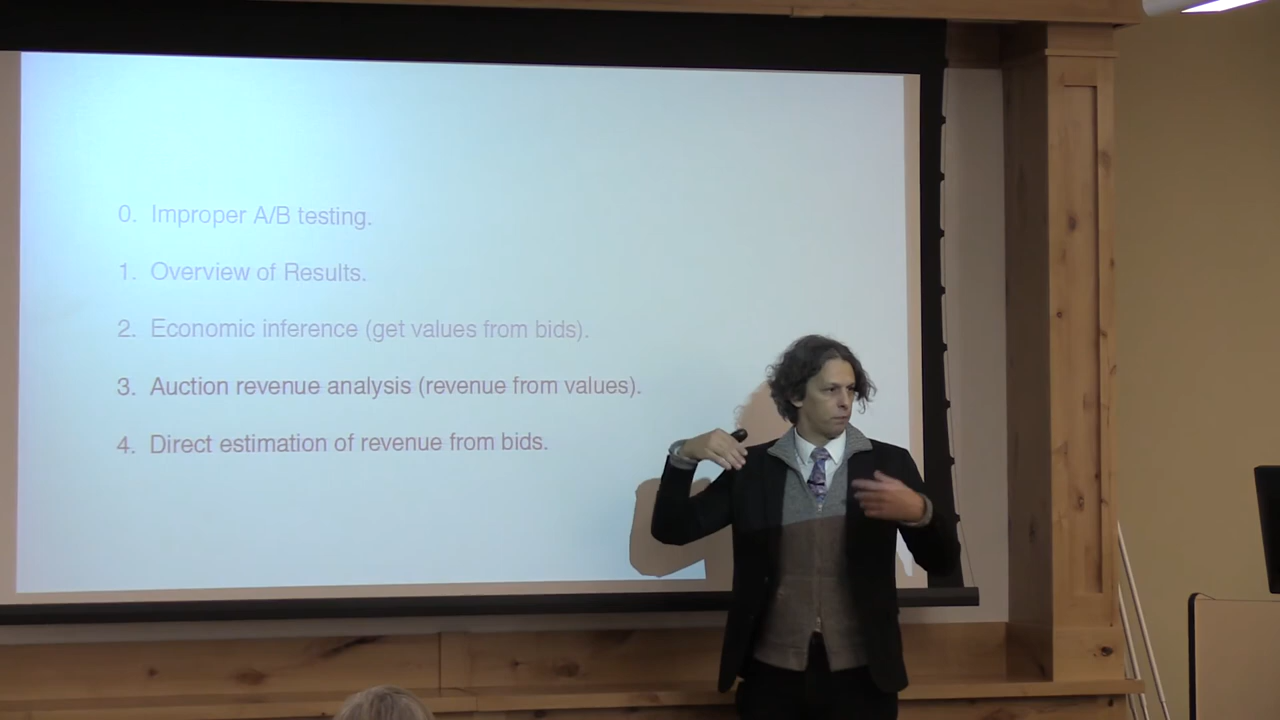 0. Improper A/B testing.
1. Overview of Results.
2. Economic inference (get values from bids).
3. Auction revenue analysis (revenue from values).
4. Direct estimation of revenue from bids.